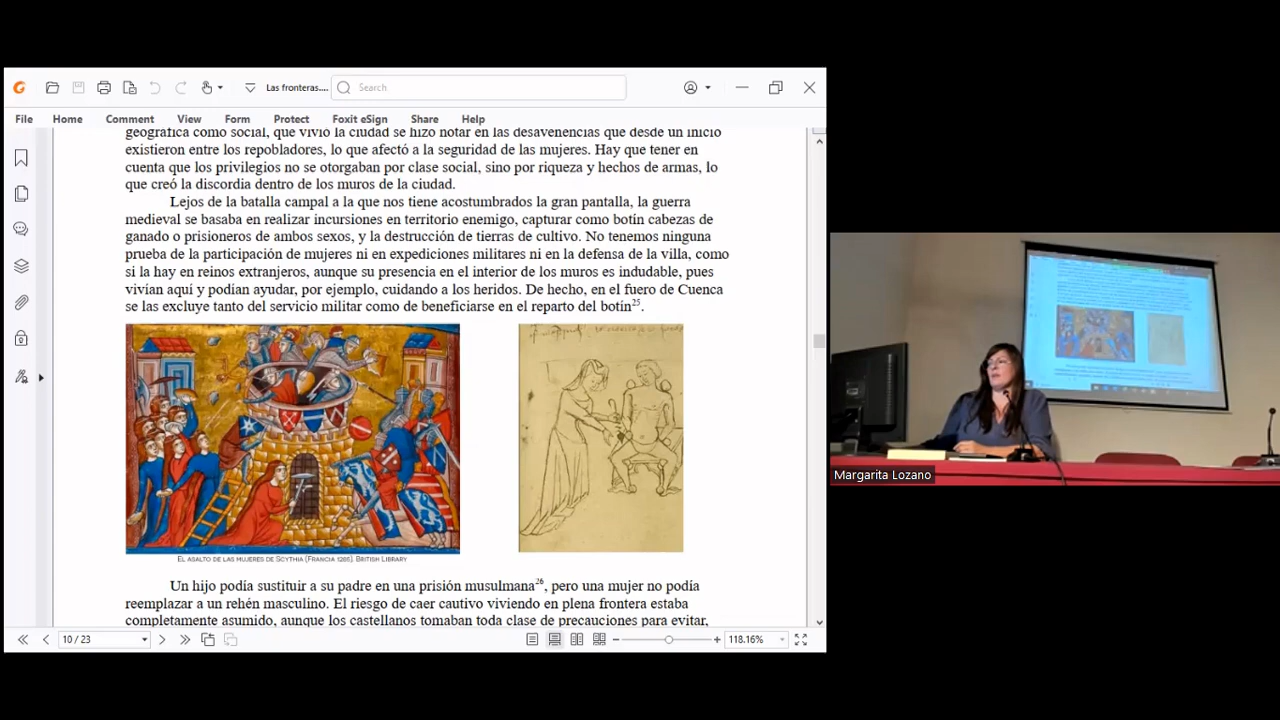 Las fronteras....
Search
File Home Comment View Form Protect Foxit eSign Share Help
geográfica como social, que vivió la ciudad se hizo notar en las desavenencias que desde un inicio
existieron entre los repobladores, lo que afectó a la seguridad de las mujeres. Hay que tener en
cuenta que los privilegios no se otorgaban por clase social, sino por riqueza y hechos de armas, lo
que creó la discordia dentro de los muros de la ciudad.
Lejos de la batalla campal a la que nos tiene acostumbrados la gran pantalla, la guerra
medieval se basaba en realizar incursiones en territorio enemigo, capturar como botín cabezas de
ganado o prisioneros de ambos sexos, y la destrucción de tierras de cultivo. No tenemos ninguna
prueba de la participación de mujeres ni en expediciones militares ni en la defensa de la villa, como
si la hay en reinos extranjeros, aunque su presencia en el interior de los muros es indudable, pues
vivían aquí y podían ayudar, por ejemplo, cuidando a los heridos. De hecho, en el fuero de Cuenca
se las excluye tanto del servicio militar como de beneficiarse en el reparto del botín25.
EL ASALTO DE LAS MUJERES DE SCYTHIA (FRANCIA 1285). BRITISH LIBRARY
Un hijo podía sustituir a su padre en una prisión musulmana26, pero una mujer no podía
reemplazar a un rehén masculino. El riesgo de caer cautivo viviendo en plena frontera estaba
completamente asumido, aunque los castellanos tomaban toda clase de precauciones para evitar,
10 / 23
118.16%
Margarita Lozano